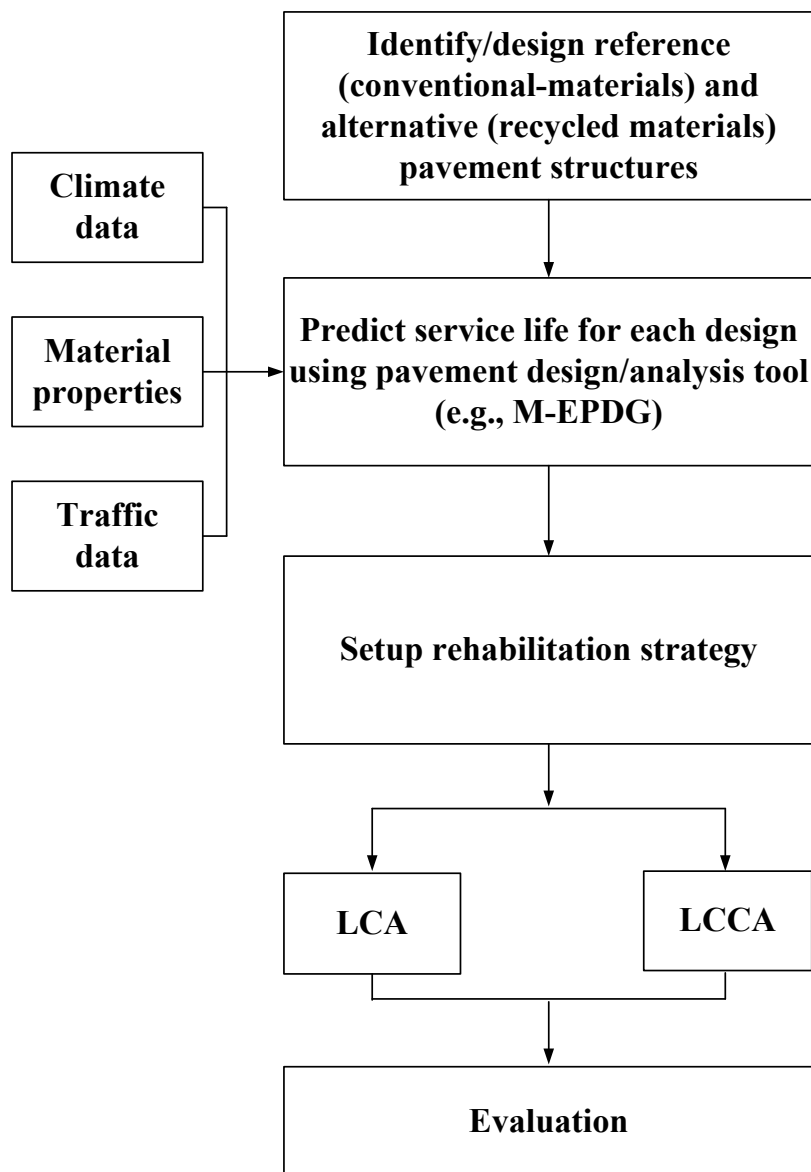 Identify/design reference
(conventional-materials) and
alternative (recycled materials)
pavement structures
Climate
data
Material
properties
Traffic
data
Predict service life for each design
using pavement design/analysis tool
(e.g., M-EPDG)
Setup rehabilitation strategy
LCA
LCCA
Evaluation